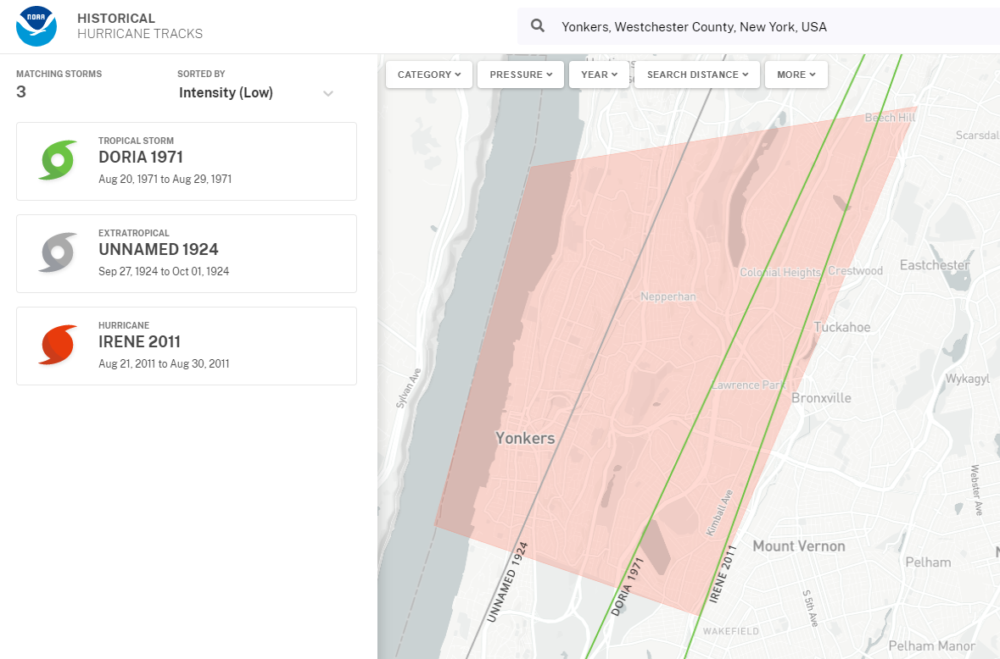 NOAA
HISTORICAL
HURRICANE TRACKS
Yonkers, Westchester County, New York, USA
MATCHING STORMS
3
SORTED BY
Intensity (Low)
TROPICAL STORM
DORIA 1971
Aug 20, 1971 to Aug 29, 1971
EXTRATROPICAL
UNNAMED 1924
Sep 27, 1924 to Oct 01, 1924
HURRICANE
IRENE 2011
Aug 21, 2011 to Aug 30, 2011
CATEGORY
PRESSURE
YEAR
SEARCH DISTANCE
MORE
Beech Hill
Scarsdal
Eastchester
Colonial Heights
Crestwood
Nepperhan
Tuckahoe
Sylvan Ave
Lawrence Park
Wykagyl
Bronxville
Yonkers
Webster Ave
Kimball Ave
Mount Vernon
Pelham
UNNAMED 1924
DORIA 1971
IRENE 2011
S 5th Ave
WAKEFIELD
Pelham Manor